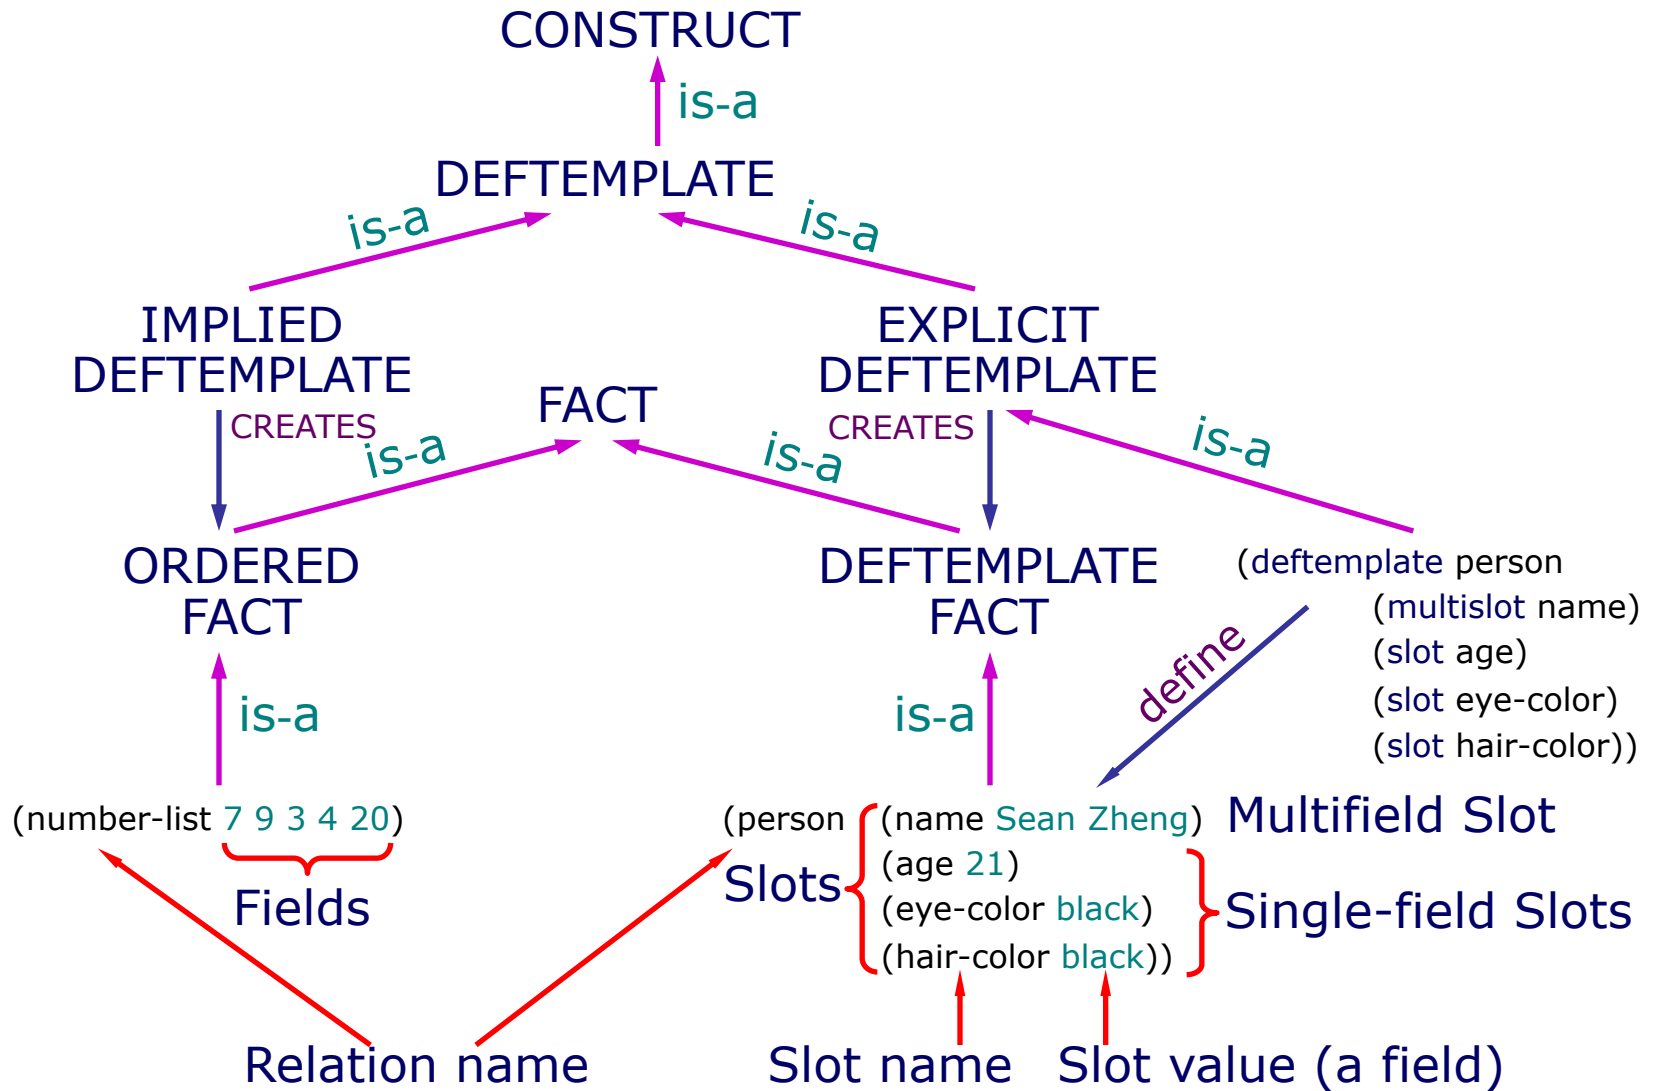 CONSTRUCT
is-a
DEFTEMPLATE
is-a
is-a
IMPLIED
DEFTEMPLATE
EXPLICIT
DEFTEMPLATE
FACT
CREATES
CREATES
is-a
is-a
is-a
ORDERED
FACT
DEFTEMPLATE
FACT
(deftemplate person
(multislot name)
(slot age)
(slot eye-color)
(slot hair-color))
define
is-a
is-a
(number-list 7 9 3 4 20)
Fields
(person (name Sean Zheng)
(age 21)
(eye-color black)
(hair-color black))
Slots
Multifield Slot
Single-field Slots
Relation name
Slot name
Slot value (a field)